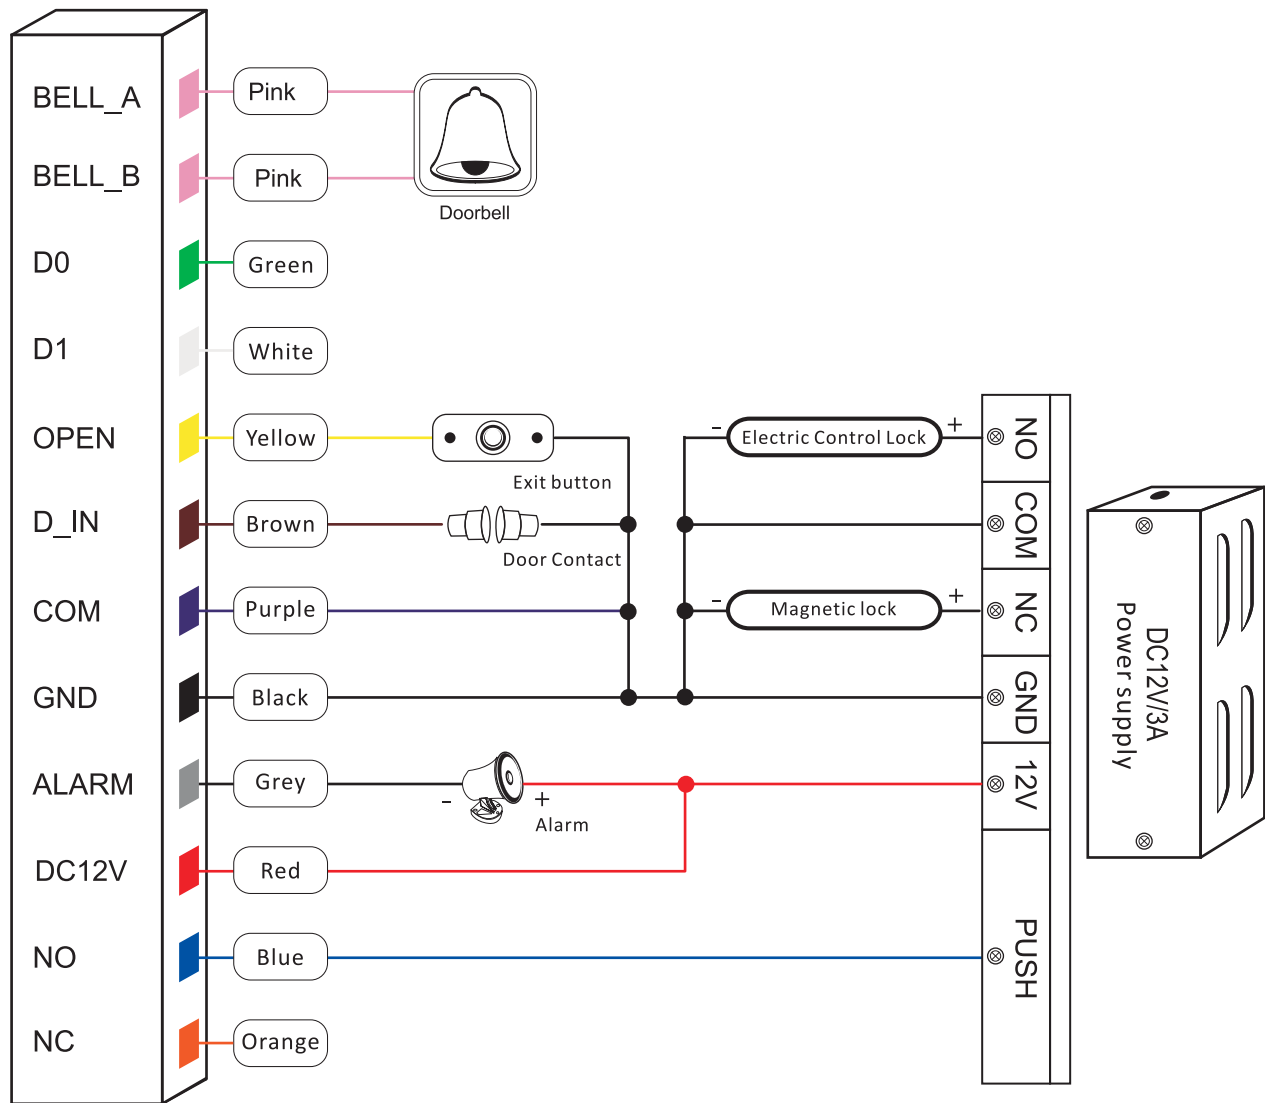 BELL_A
Pink
BELL_B
Pink
Doorbell
D0
Green
D1
White
OPEN
Yellow
Exit button
- Electric Control Lock +
NO
D_IN
Brown
Door Contact
COM
COM
Purple
- Magnetic lock +
NC
GND
Black
GND
ALARM
Grey
- +
Alarm
12V
DC12V
Red
NO
Blue
PUSH
NC
Orange
DC12V/3A
Power supply